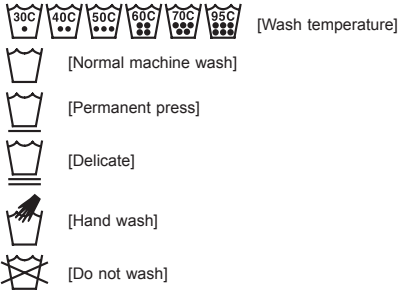 30C 40C 50C 60C 70C 95C [Wash temperature]
[Normal machine wash]
[Permanent press]
[Delicate]
[Hand wash]
[Do not wash]